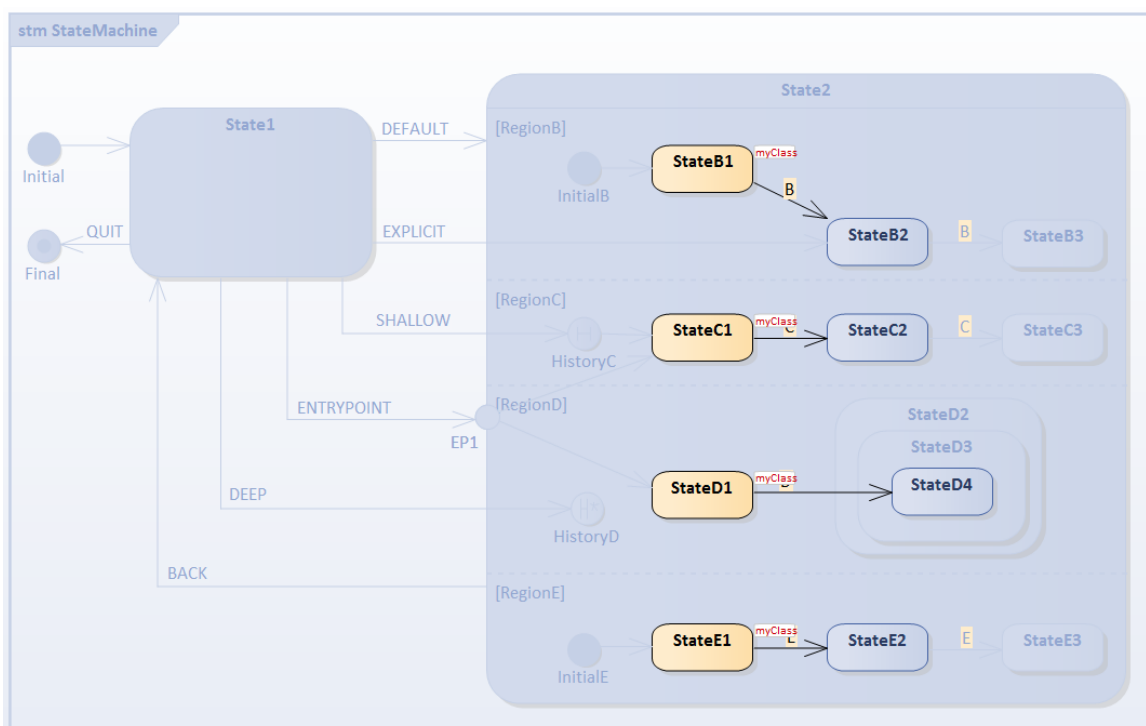 stm StateMachine
State2
State1
DEFAULT
[RegionB]
Initial
InitialB
StateB1
myClass
B
QUIT
EXPLICIT
StateB2
B
StateB3
Final
[RegionC]
SHALLOW
HistoryC
StateC1
myClass
C
StateC2
C
StateC3
ENTRYPOINT
[RegionD]
EP1
StateD2
StateD3
StateD1
myClass
StateD4
DEEP
HistoryD
BACK
[RegionE]
InitialE
StateE1
myClass
StateE2
E
StateE3